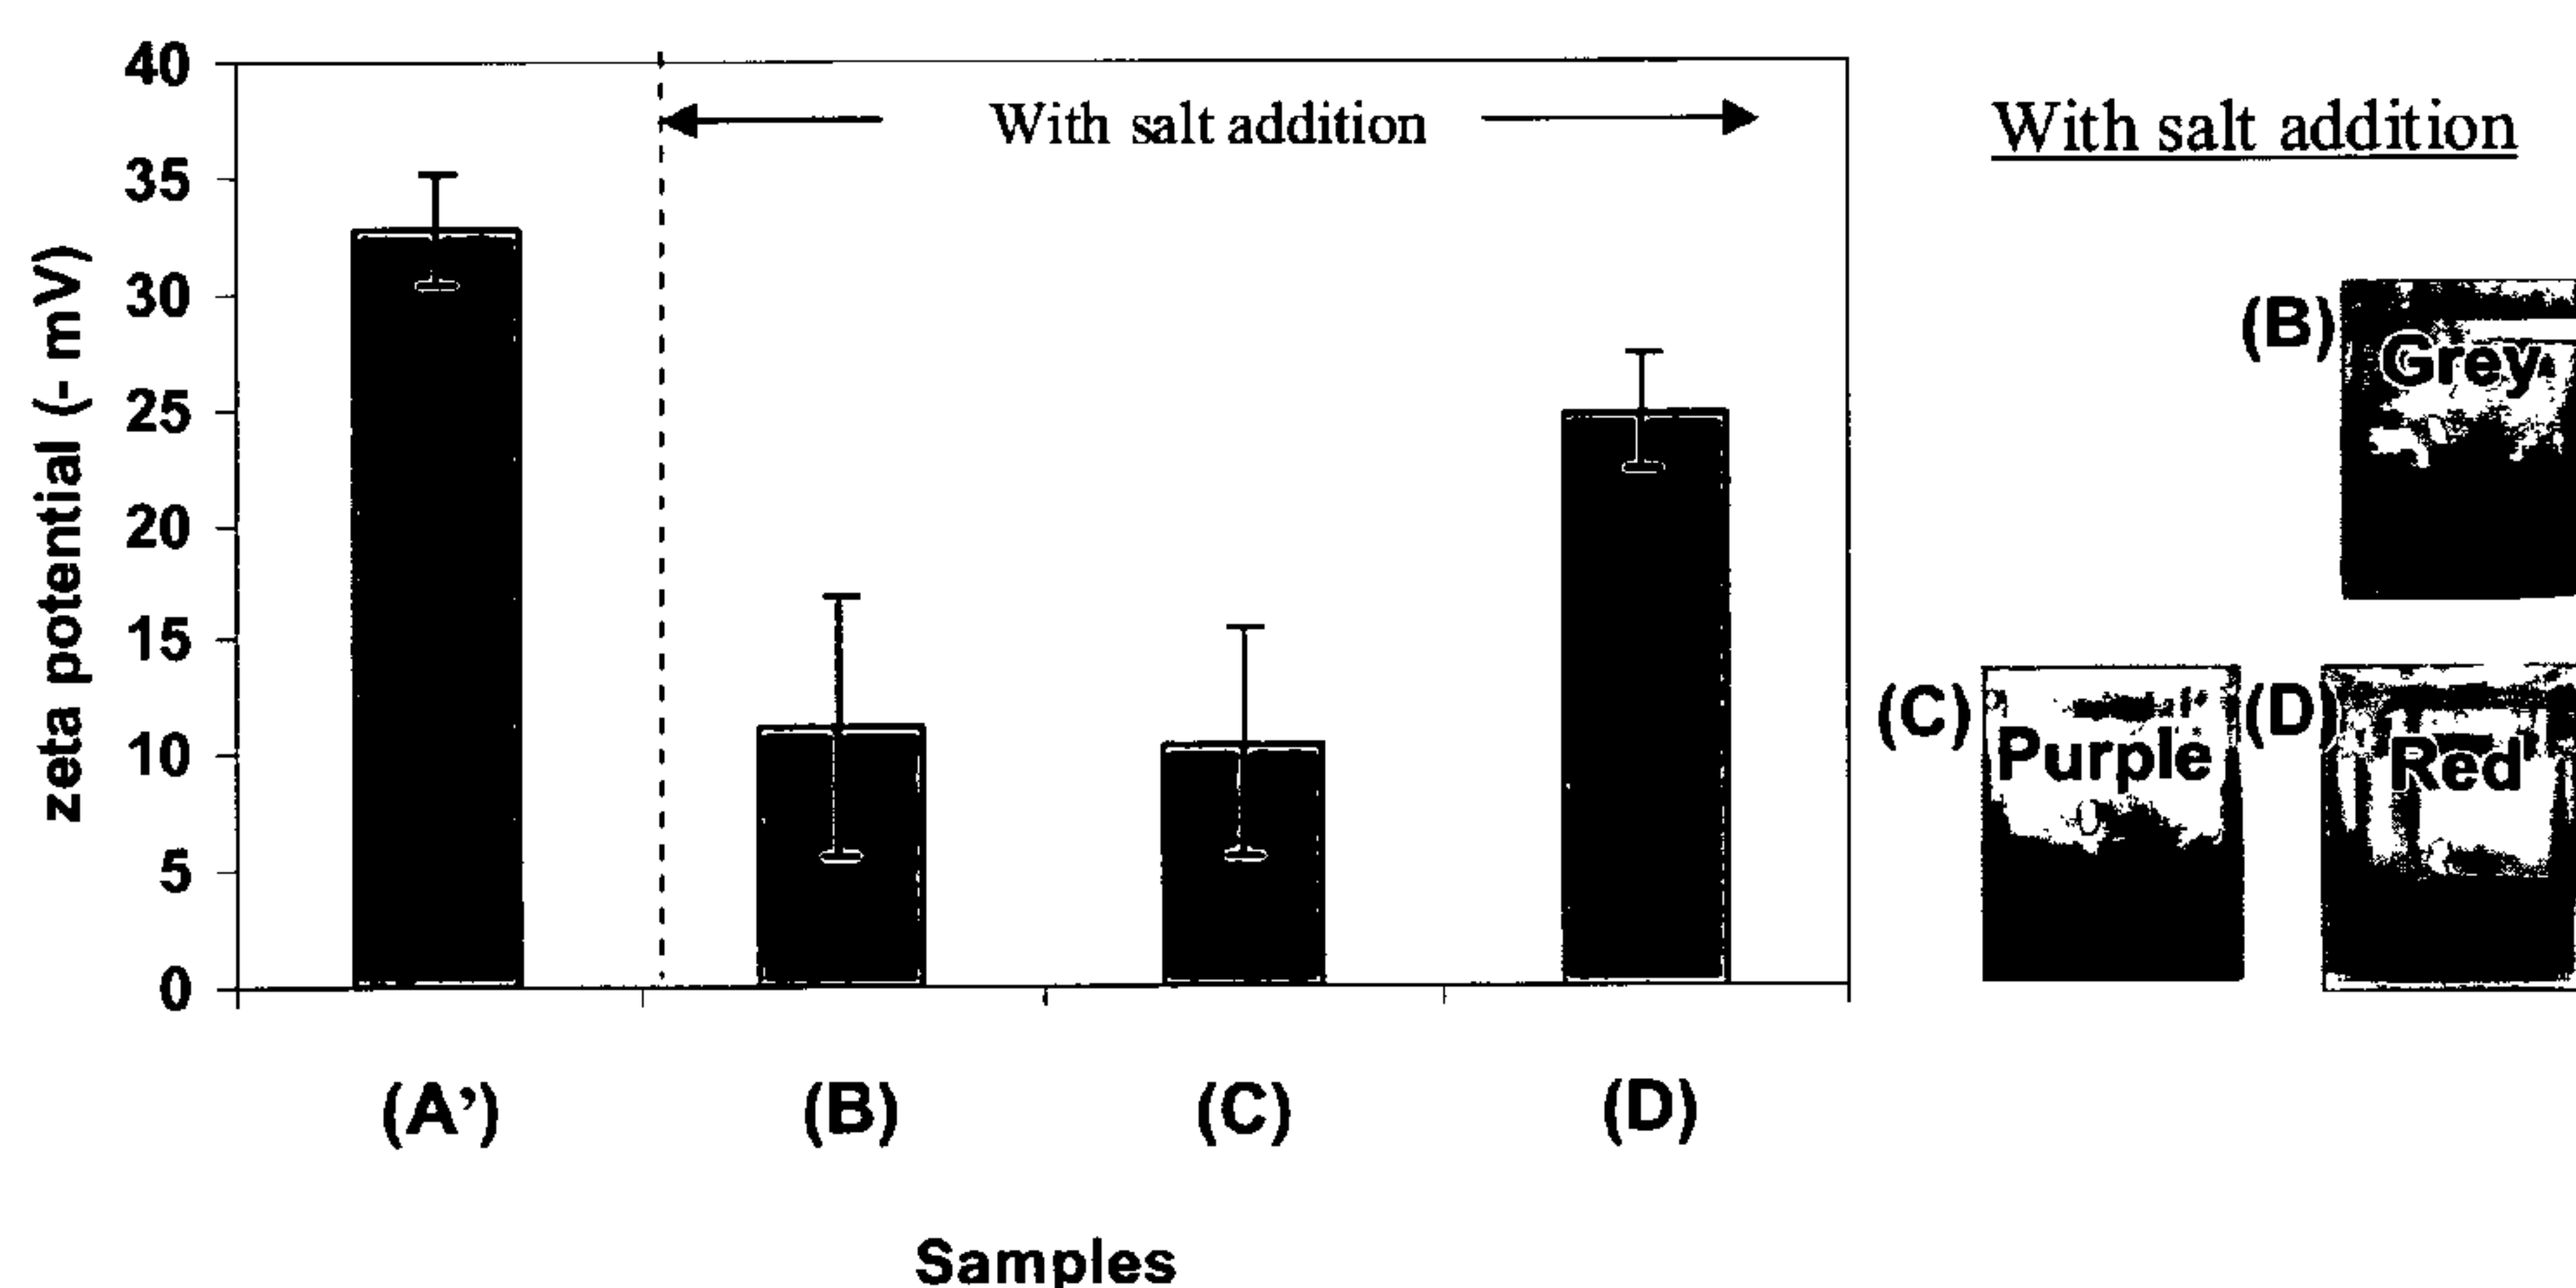 40
35
30
25
20
15
10
5
0
zeta potential (- mV)
With salt addition
(A’)
(B)
(C)
(D)
Samples
With salt addition
(B)
Grey
(C)
Purple
(D)
Red